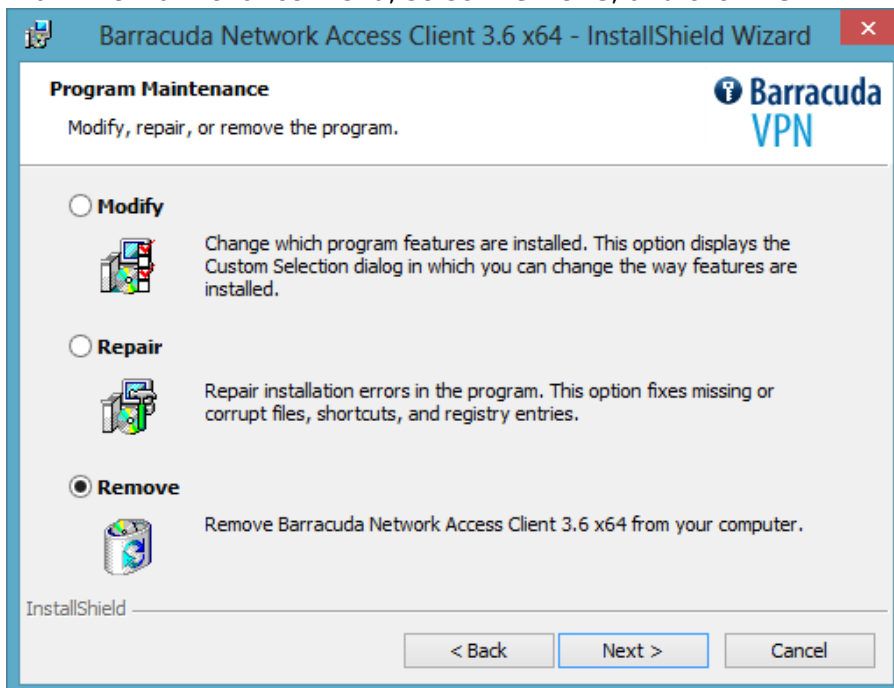 Barracuda Network Access Client 3.6 x64 - InstallShield Wizard
Program Maintenance
Modify, repair, or remove the program.
Barracuda
VPN
Modify
Change which program features are installed. This option displays the
Custom Selection dialog in which you can change the way features are
installed.
Repair
Repair installation errors in the program. This option fixes missing or
corrupt files, shortcuts, and registry entries.
Remove
Remove Barracuda Network Access Client 3.6 x64 from your computer.
InstallShield
< Back
Next >
Cancel